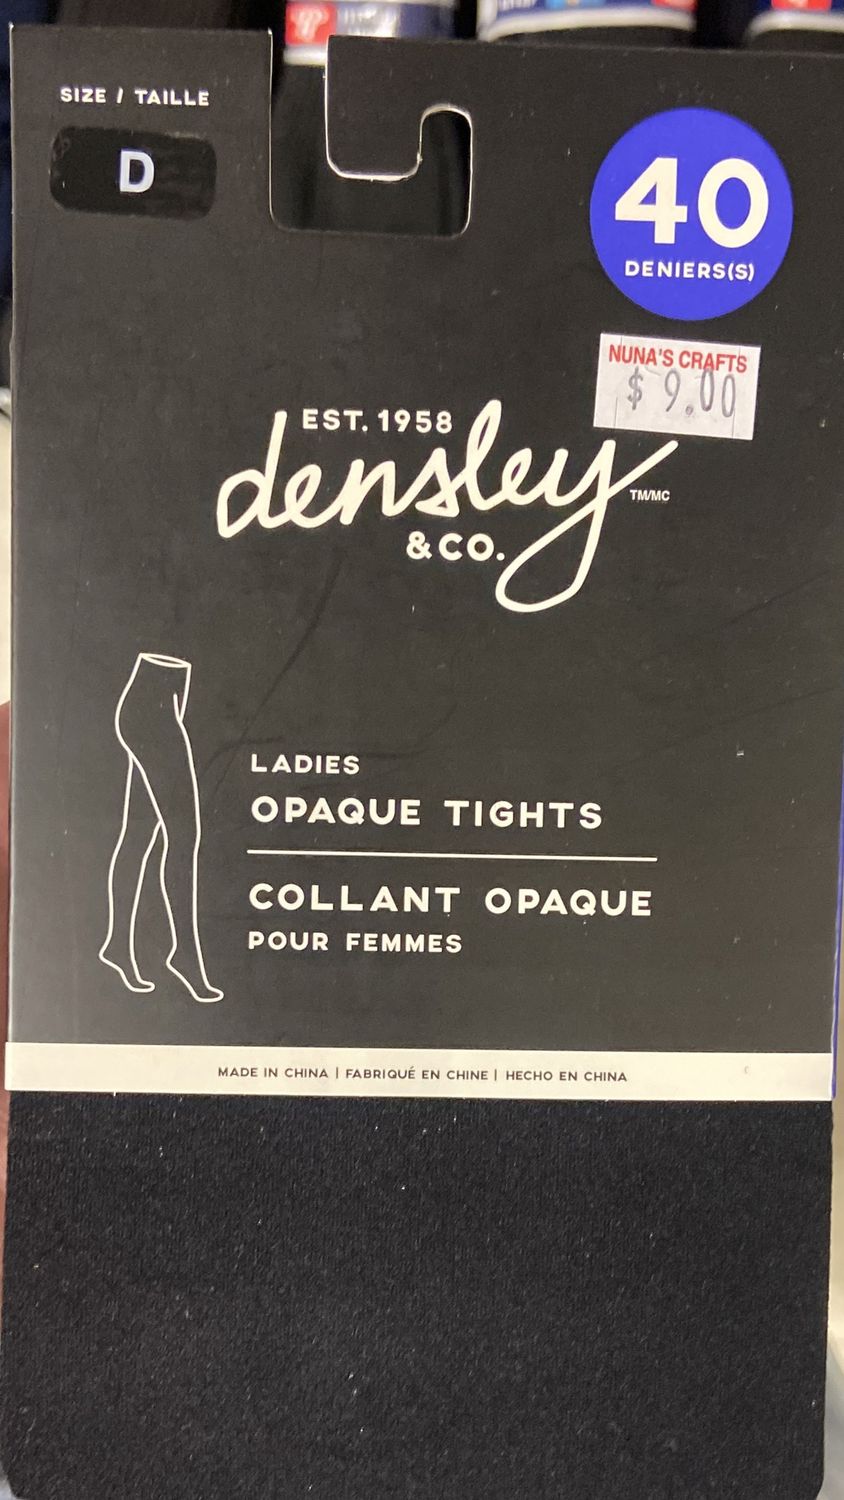 SIZE / TAILLE
D
40
DENIERS(S)
NUNA'S CRAFTS
$ 9.00
EST. 1958
densley
TM/MC
& CO.
LADIES
OPAQUE TIGHTS
COLLANT OPAQUE
POUR FEMMES
MADE IN CHINA | FABRIQUÉ EN CHINE | HECHO EN CHINA